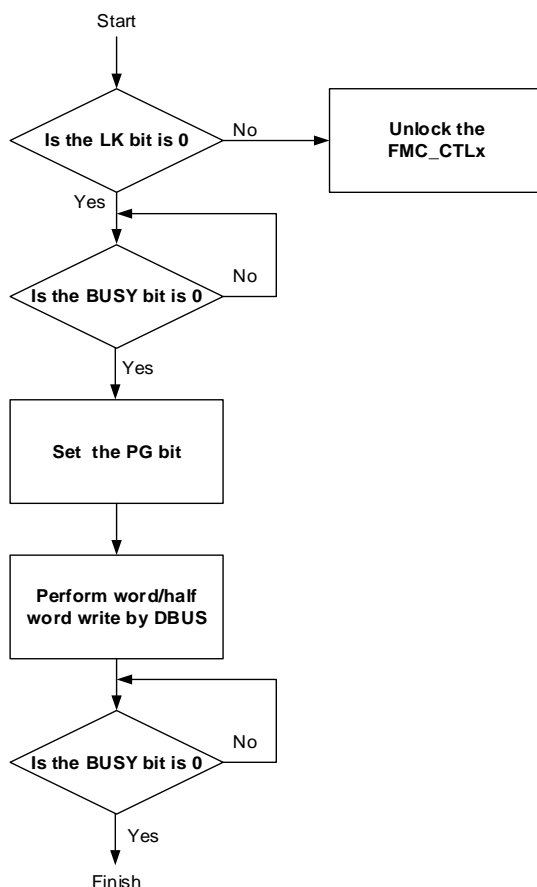 Start
Is the LK bit is 0
No
Unlock the
FMC_CTLx
Yes
Is the BUSY bit is 0
No
Yes
Set the PG bit
Perform word/half
word write by DBUS
Is the BUSY bit is 0
No
Yes
Finish